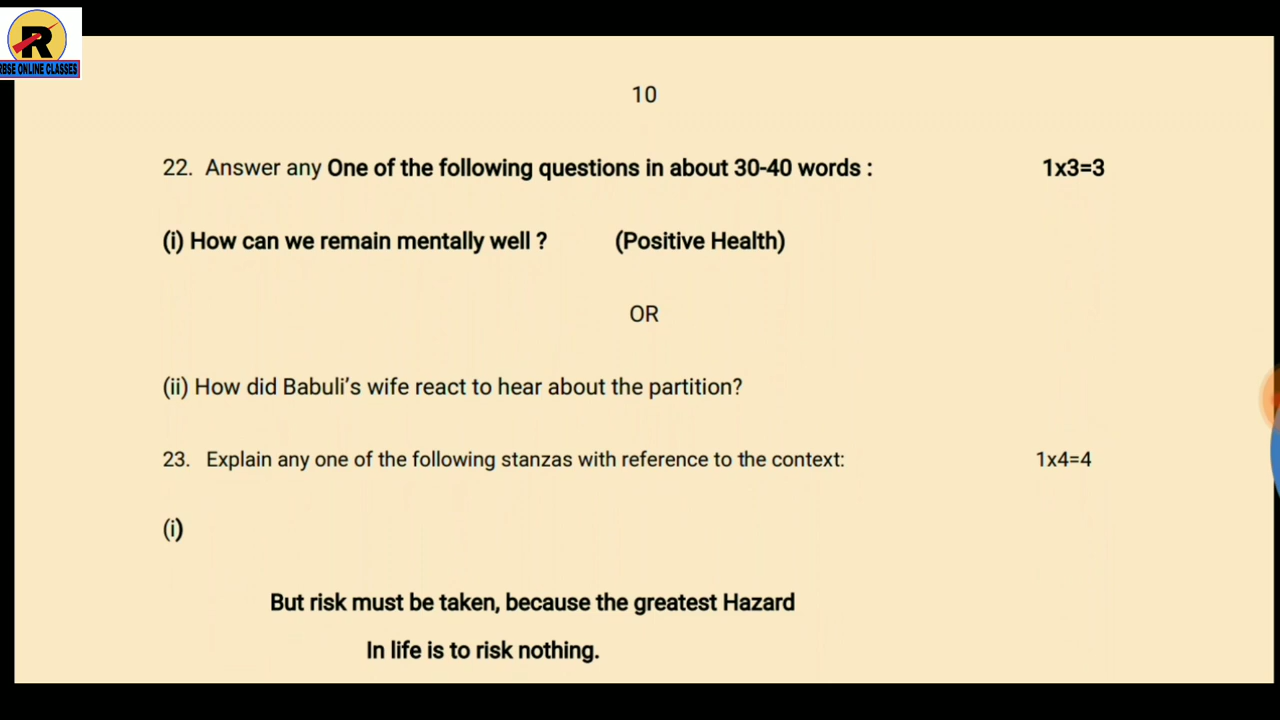 R
RBSE ONLINE CLASSES
10
22. Answer any One of the following questions in about 30-40 words : 1x3=3
(i) How can we remain mentally well ? (Positive Health)
OR
(ii) How did Babuli's wife react to hear about the partition?
23. Explain any one of the following stanzas with reference to the context: 1x4=4
(i)
But risk must be taken, because the greatest Hazard
In life is to risk nothing.